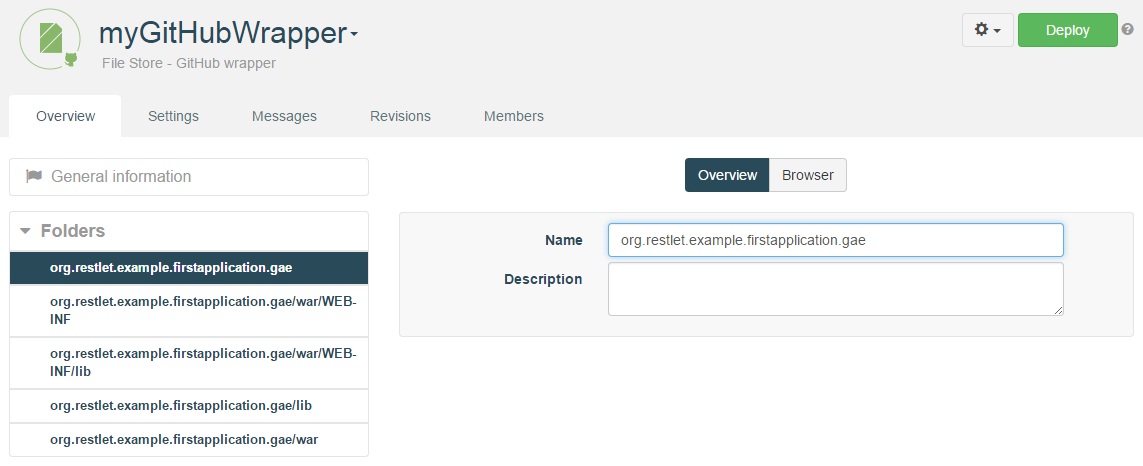 myGitHubWrapper
File Store - GitHub wrapper
Deploy
Overview Settings Messages Revisions Members
General information
Folders
org.restlet.example.firstapplication.gae
org.restlet.example.firstapplication.gae/war/WEB-
INF
org.restlet.example.firstapplication.gae/war/WEB-
INF/lib
org.restlet.example.firstapplication.gae/lib
org.restlet.example.firstapplication.gae/war
Overview Browser
Name org.restlet.example.firstapplication.gae
Description